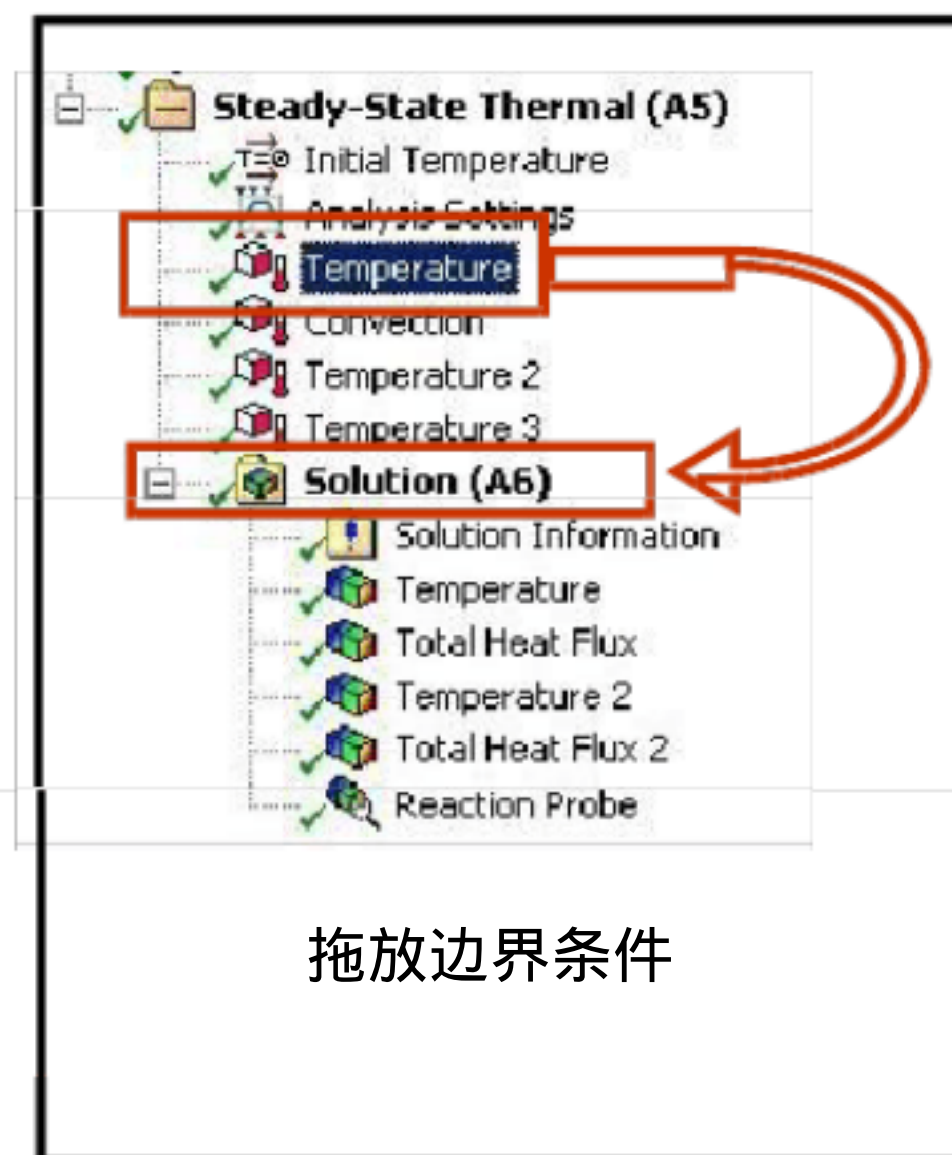 Steady-State Thermal (A5)
Initial Temperature
Analysis Settings
Temperature
Convection
Temperature 2
Temperature 3
Solution (A6)
Solution Information
Temperature
Total Heat Flux
Temperature 2
Total Heat Flux 2
Reaction Probe
拖放边界条件